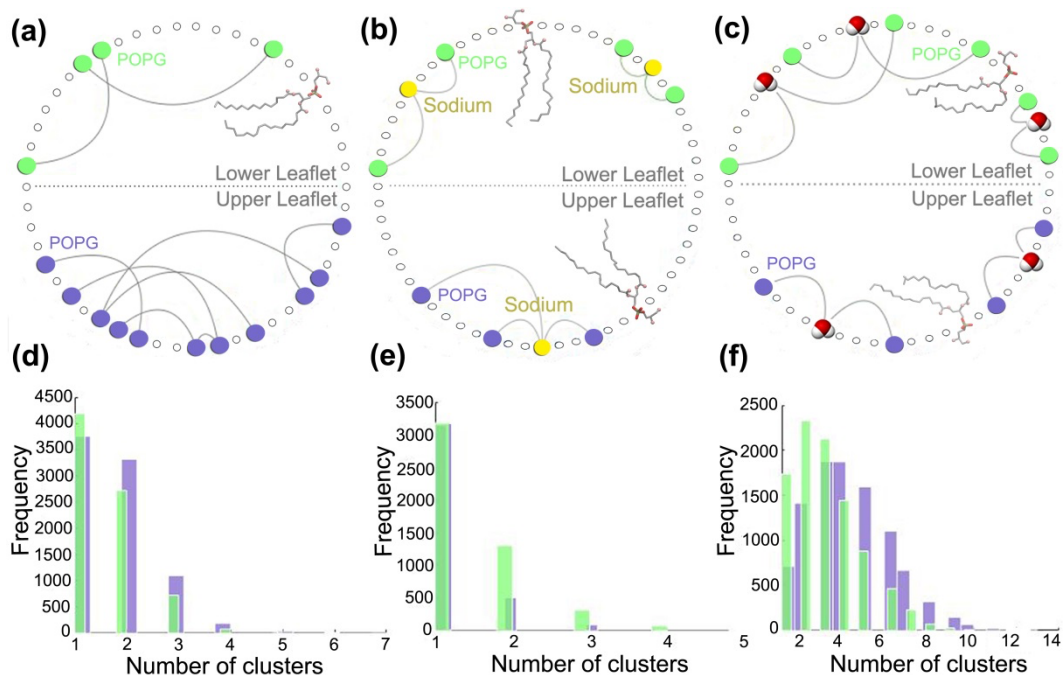 (a)
POPG
Lower Leaflet
Upper Leaflet
POPG
(b)
POPG
Sodium
Sodium
Lower Leaflet
Upper Leaflet
POPG
Sodium
(c)
POPG
Lower Leaflet
Upper Leaflet
POPG
(d)
Frequency
4500
4000
3500
3000
2500
2000
1500
1000
500
0
1 2 3 4 5 6 7
Number of clusters
(e)
Frequency
3500
3000
2500
2000
1500
1000
500
0
1 2 3 4 5
Number of clusters
(f)
Frequency
2500
2000
1500
1000
500
0
2 4 6 8 10 12 14
Number of clusters